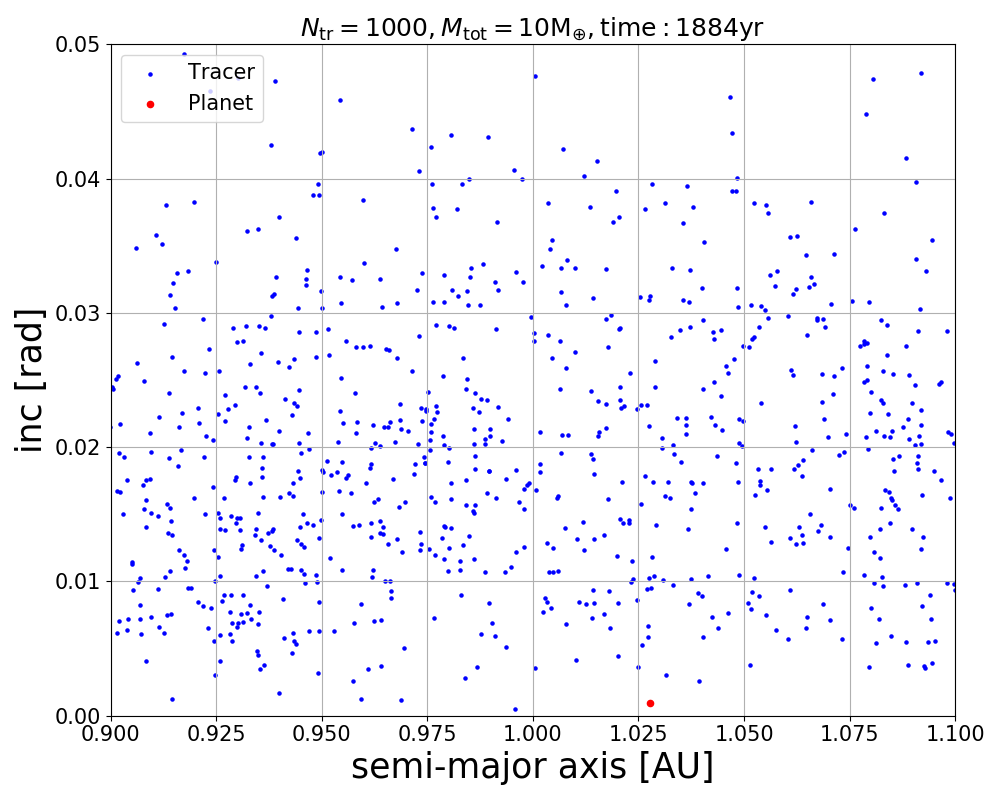 N_tr = 1000, M_tot = 10M_⊕, time : 1884yr
0.05
Tracer
Planet
0.04
0.03
inc [rad]
0.02
0.01
0.00
0.900 0.925 0.950 0.975 1.000 1.025 1.050 1.075 1.100
semi-major axis [AU]